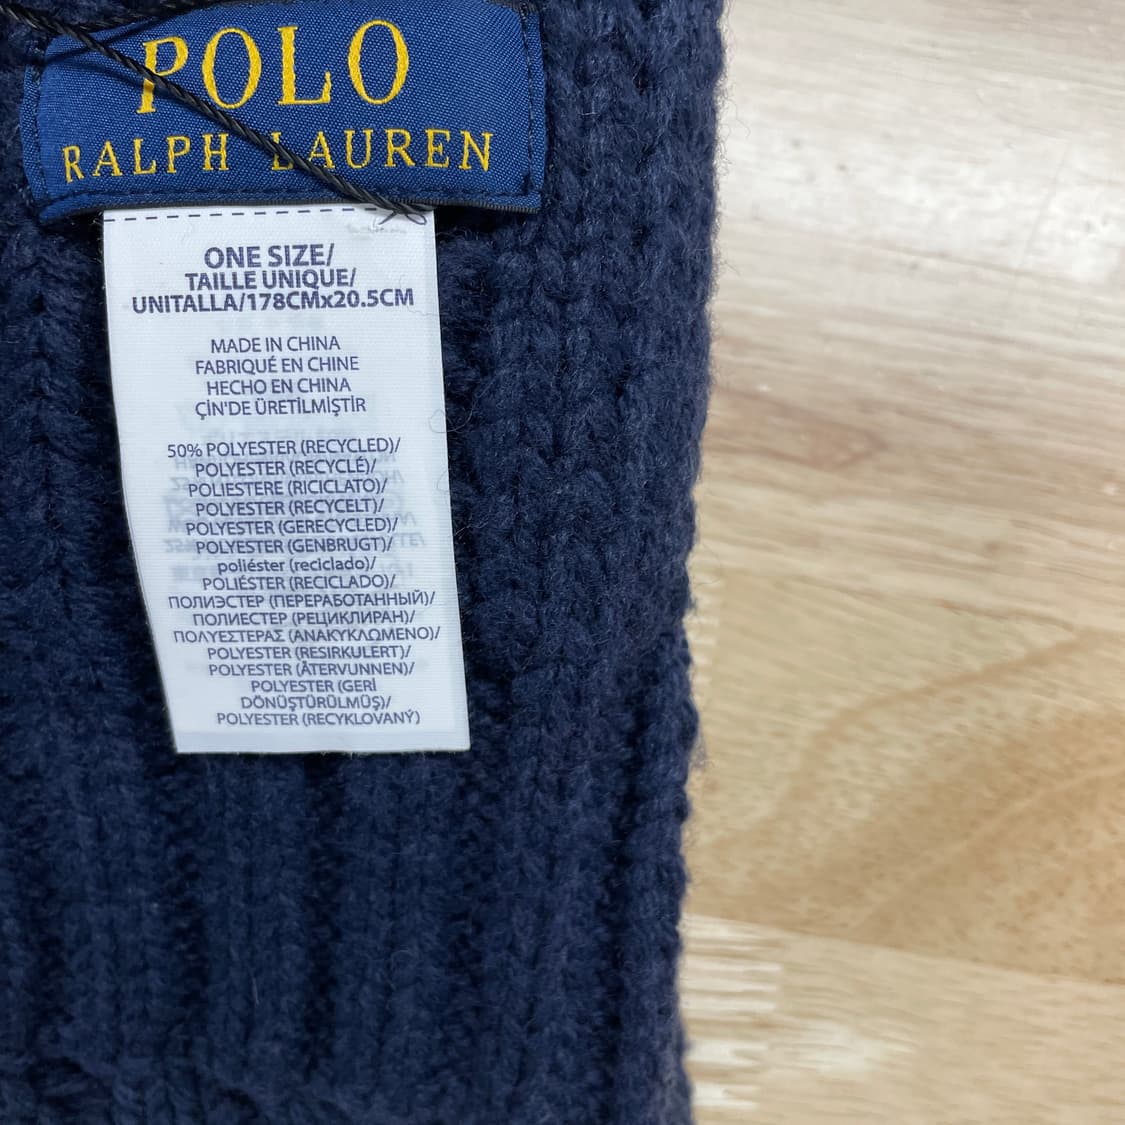 POLO
RALPH LAUREN
ONE SIZE/
TAILLE UNIQUE/
UNITALLA/178CMx20.5CM
MADE IN CHINA
FABRIQUÉ EN CHINE
HECHO EN CHINA
ÇİN'DE ÜRETİLMİŞTİR
50% POLYESTER (RECYCLED)/
POLYESTER (RECYCLÉ)/
POLIESTERE (RICICLATO)/
POLYESTER (RECYCELT)/
POLYESTER (GERECYCLED)/
POLYESTER (GENBRUGT)/
poliéster (reciclado)/
POLIÉSTER (RECICLADO)/
ПОЛИЭСТЕР (ПЕРЕРАБОТАННЫЙ)/
ПОЛИЕСТЕР (РЕЦИКЛИРАН)/
ΠΟΛΥΕΣΤΕΡΑΣ (ΑΝΑΚΥΚΛΩΜΕΝΟ)/
POLYESTER (RESIRKULERT)/
POLYESTER (ÅTERVUNNEN)/
POLYESTER (GERİ
DÖNÜŞTÜRÜLMÜŞ)/
POLYESTER (RECYKLOVANÝ)